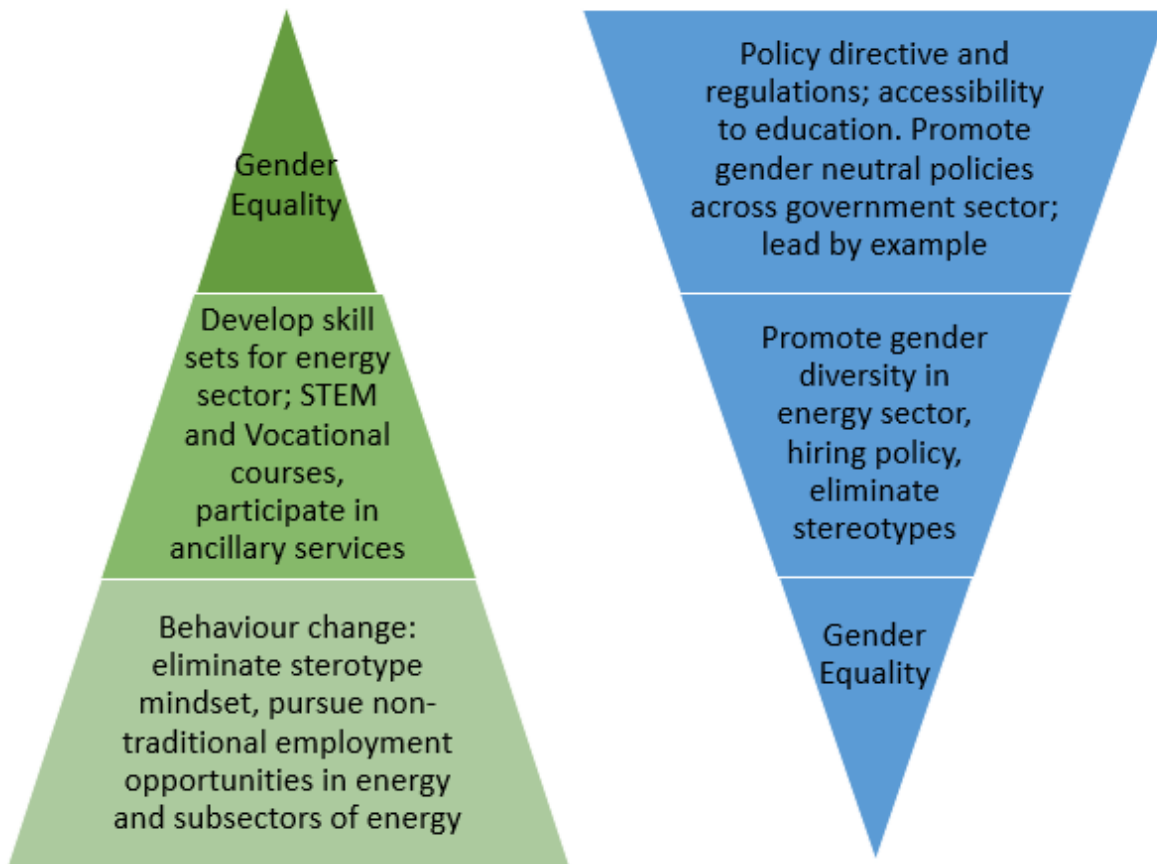 Gender
Equality
Develop skill
sets for energy
sector; STEM
and Vocational
courses,
participate in
ancillary services
Behaviour change:
eliminate sterotype
mindset, pursue non-
traditional employment
opportunities in energy
and subsectors of energy
Policy directive and
regulations; accessibility
to education. Promote
gender neutral policies
across government sector;
lead by example
Promote gender
diversity in
energy sector,
hiring policy,
eliminate
stereotypes
Gender
Equality